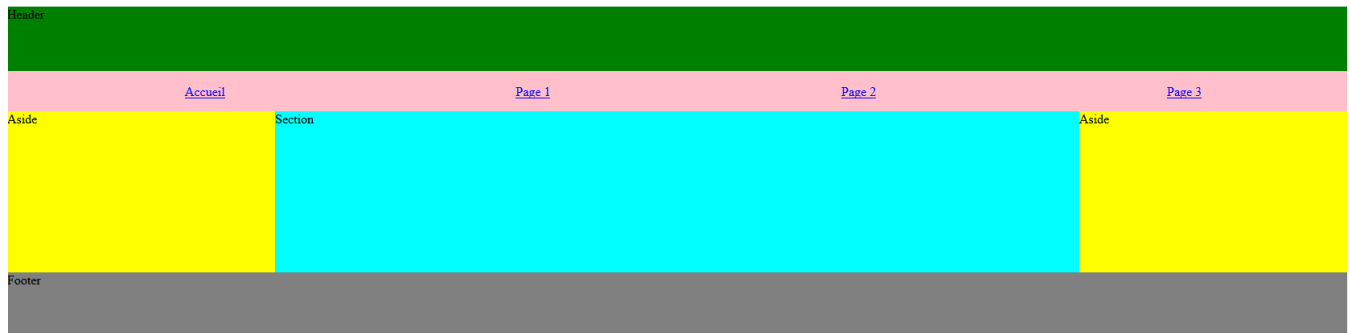 Header
Accueil Page 1 Page 2 Page 3
Aside Section Aside
Footer